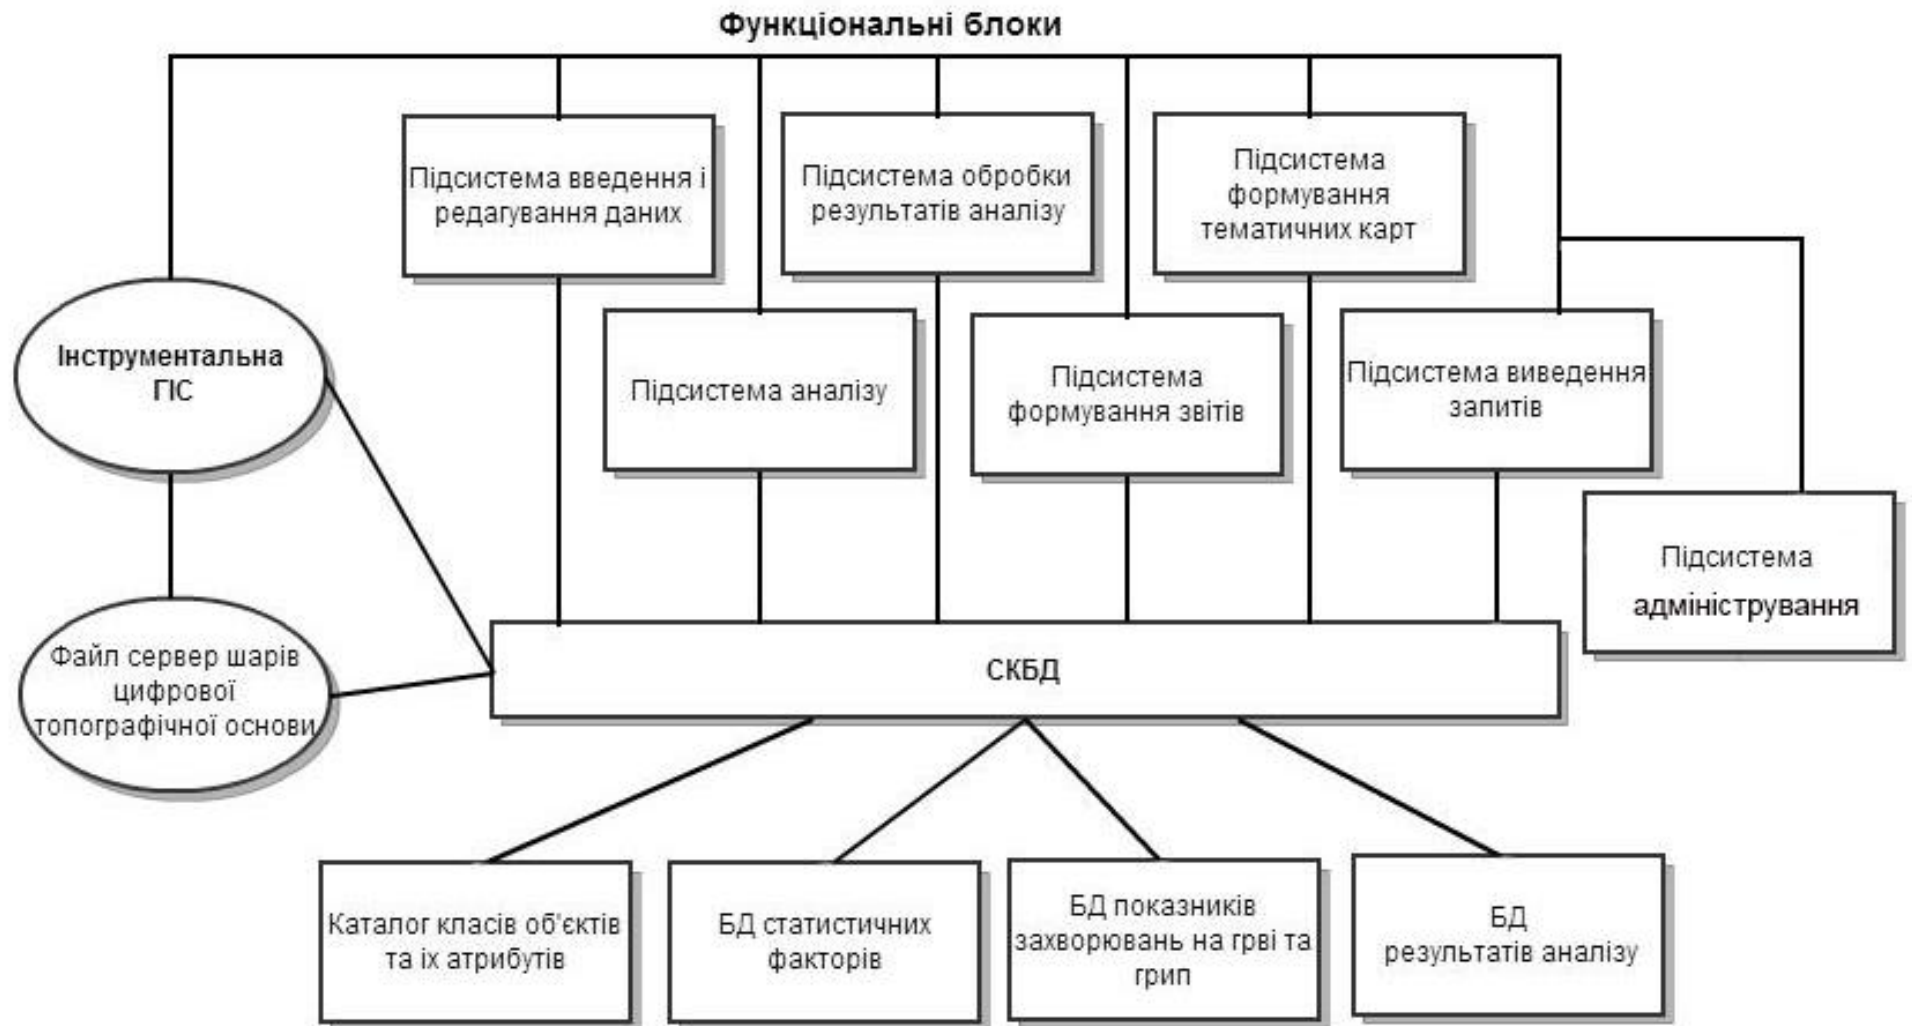 Функціональні блоки
Підсистема введення і
редагування даних
Підсистема обробки
результатів аналізу
Підсистема
формування
тематичних карт
Інструментальна
ГІС
Підсистема аналізу
Підсистема
формування звітів
Підсистема виведення
запитів
Підсистема
адміністрування
Файл сервер шарів
цифрової
топографічної основи
СКБД
Каталог класів об'єктів
та іх атрибутів
БД статистичних
факторів
БД показників
захворювань на грві та
грип
БД
результатів аналізу